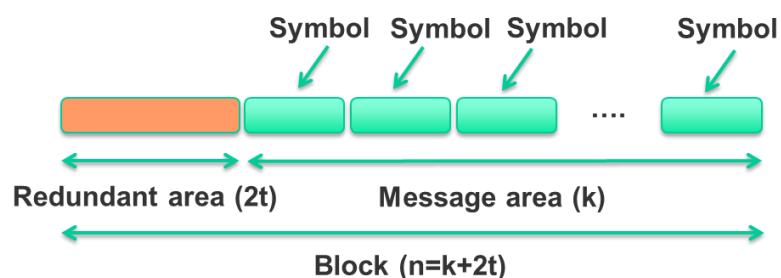 Symbol Symbol Symbol Symbol
....
Redundant area (2t) Message area (k)
Block (n=k+2t)